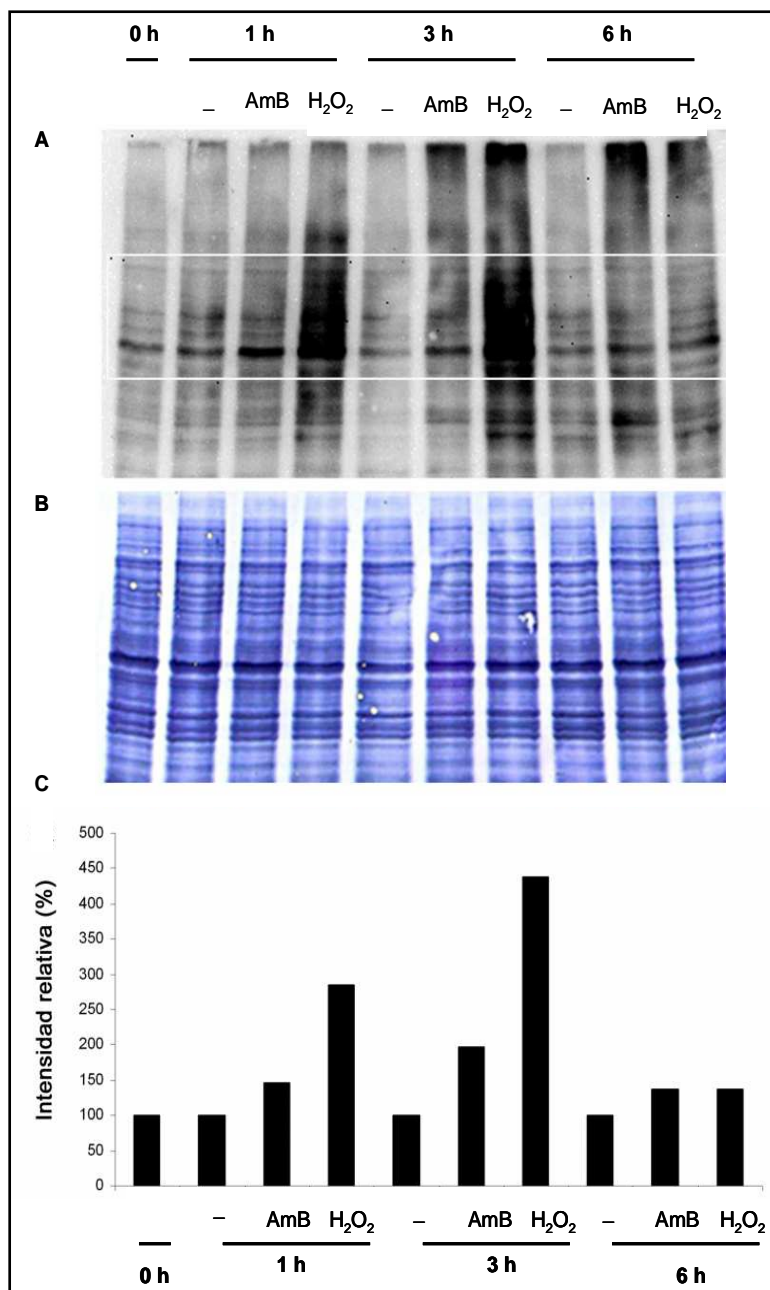 0 h 1 h 3 h 6 h
– AmB H₂O₂ – AmB H₂O₂ – AmB H₂O₂
A
B
C
Intensidad relativa (%)
500
450
400
350
300
250
200
150
100
50
0
– AmB H₂O₂ – AmB H₂O₂ – AmB H₂O₂
0 h 1 h 3 h 6 h